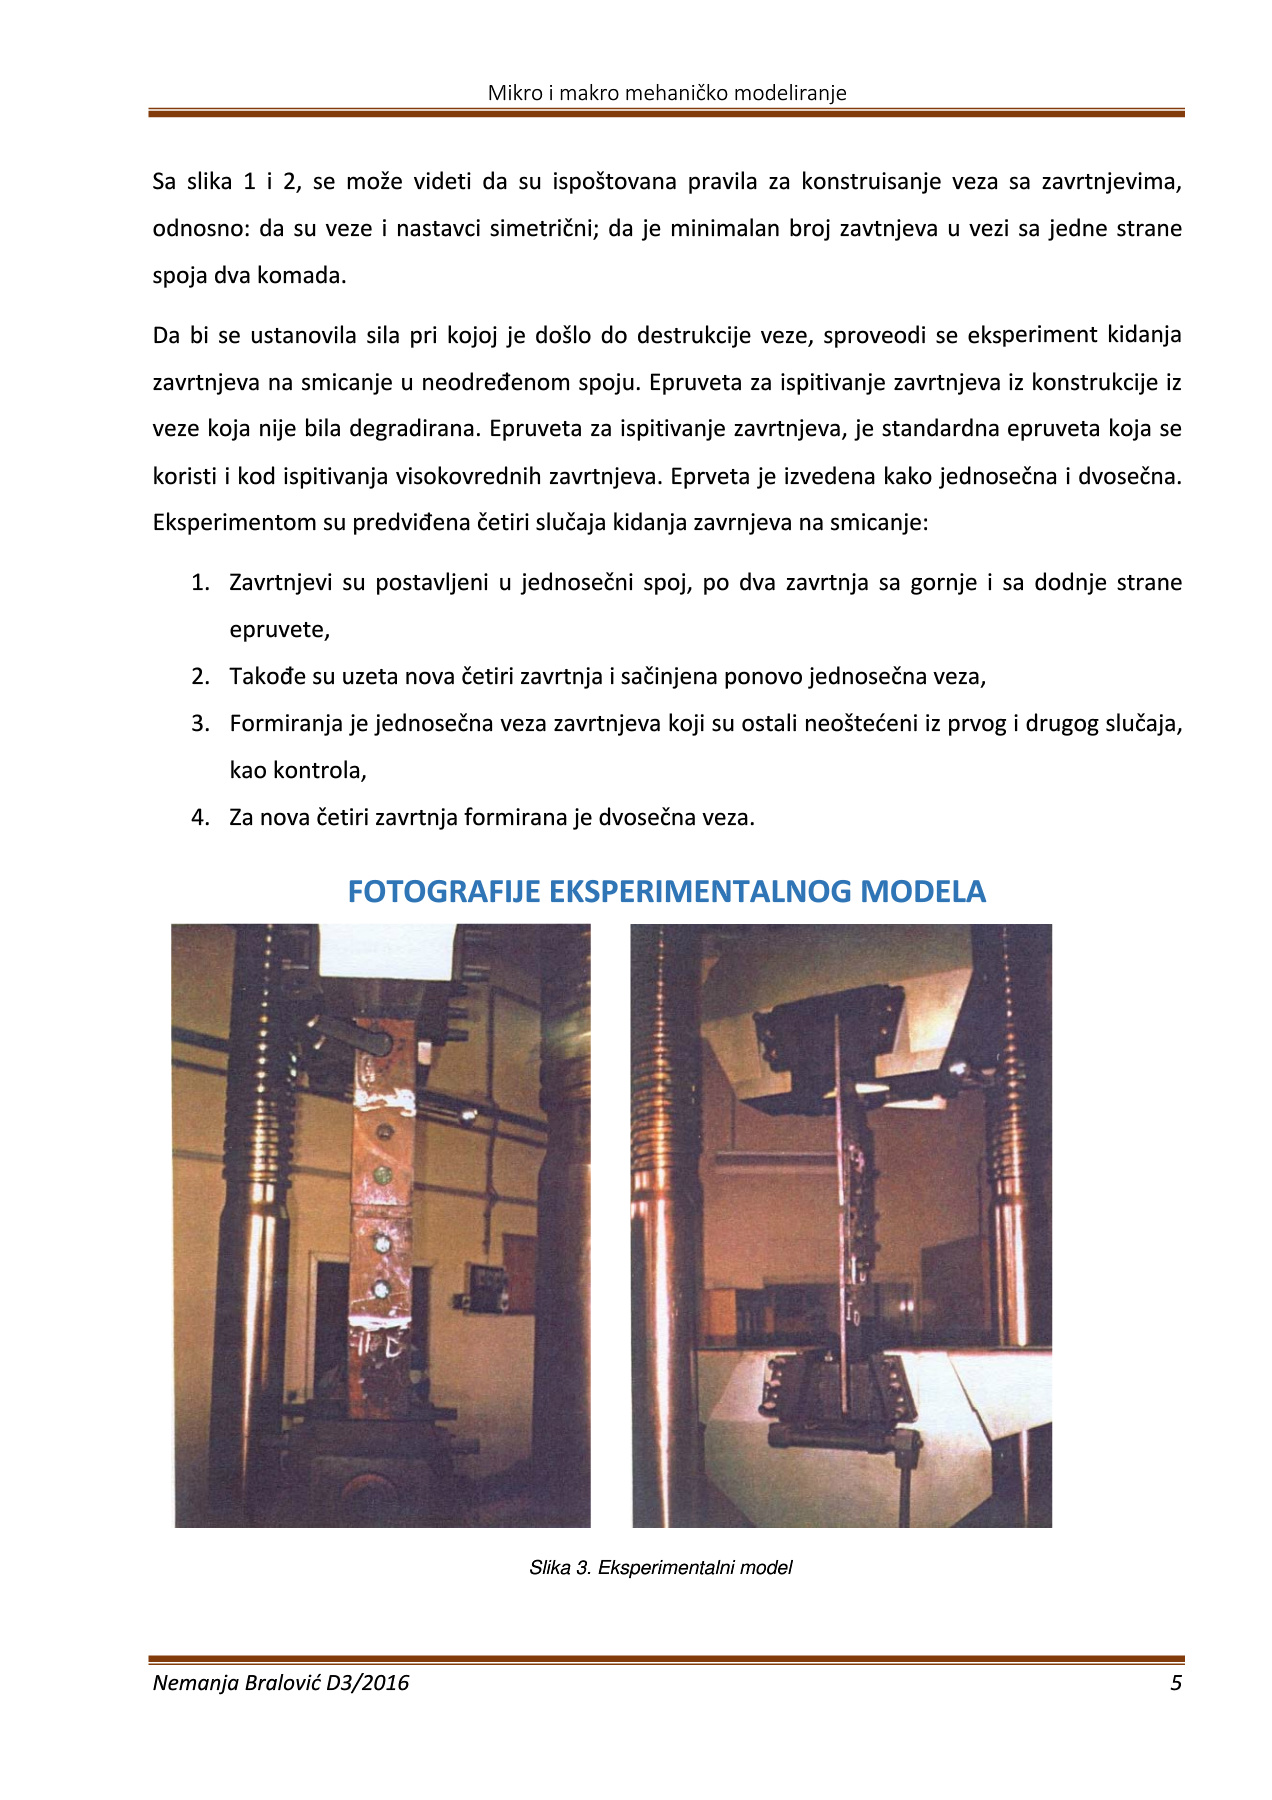 Mikro i makro mehaničko modeliranje
Sa slika 1 i 2, se može videti da su ispoštovana pravila za konstruisanje veza sa zavrtnjevima,
odnosno: da su veze i nastavci simetrični; da je minimalan broj zavtnjeva u vezi sa jedne strane
spoja dva komada.
Da bi se ustanovila sila pri kojoj je došlo do destrukcije veze, sproveodi se eksperiment kidanja
zavrtnjeva na smicanje u neodređenom spoju. Epruveta za ispitivanje zavrtnjeva iz konstrukcije iz
veze koja nije bila degradirana. Epruveta za ispitivanje zavrtnjeva, je standardna epruveta koja se
koristi i kod ispitivanja visokovrednih zavrtnjeva. Eprveta je izvedena kako jednosečna i dvosečna.
Eksperimentom su predviđena četiri slučaja kidanja zavrnjeva na smicanje:
1. Zavrtnjevi su postavljeni u jednosečni spoj, po dva zavrtnja sa gornje i sa dodnje strane
epruvete,
2. Takođe su uzeta nova četiri zavrtnja i sačinjena ponovo jednosečna veza,
3. Formiranja je jednosečna veza zavrtnjeva koji su ostali neoštećeni iz prvog i drugog slučaja,
kao kontrola,
4. Za nova četiri zavrtnja formirana je dvosečna veza.
FOTOGRAFIJE EKSPERIMENTALNOG MODELA
Slika 3. Eksperimentalni model
Nemanja Bralović D3/2016 5